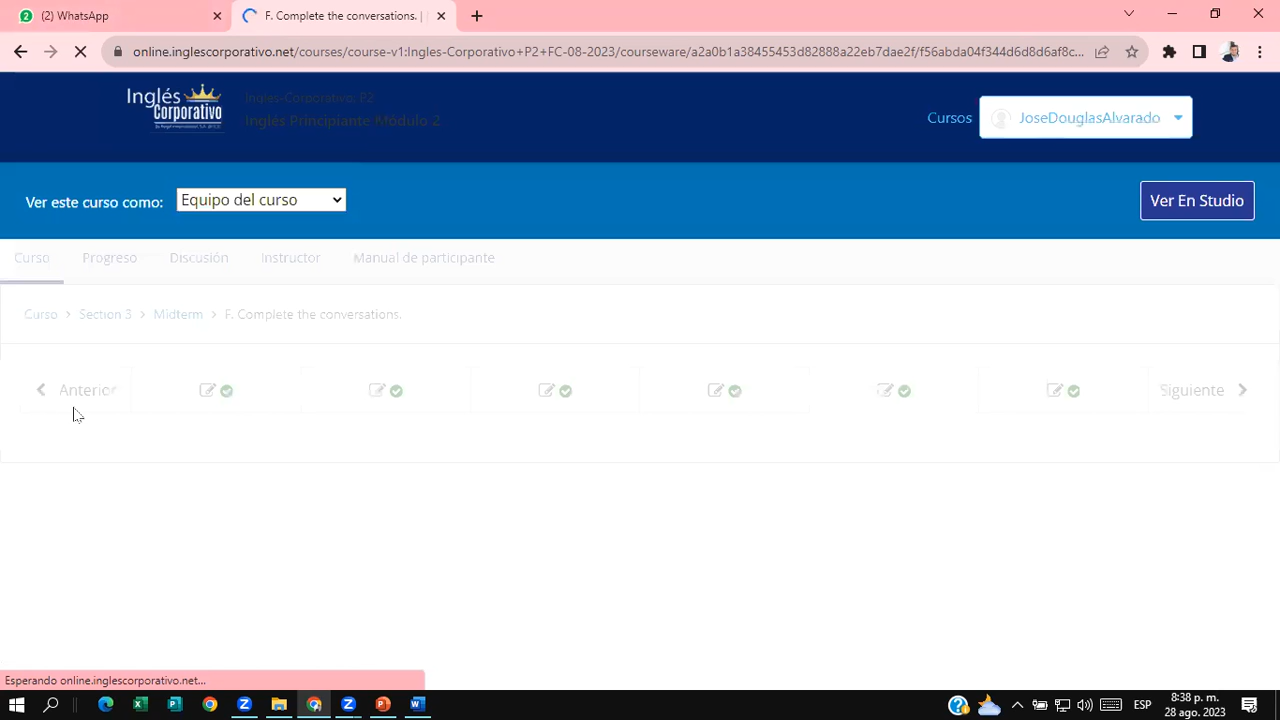 2 (2) WhatsApp
F. Complete the conversations. |
online.inglescorporativo.net/courses/course-v1:Ingles-Corporativo+P2+FC-08-2023/courseware/a2a0b1a38455453d82888a22eb7dae2f/f56abda04f344d6d8d6af8c...
Inglés
Corporativo
Ingles-Corporativo: P2
Inglés Principiante Módulo 2
Cursos
JoseDouglasAlvarado
Ver este curso como:
Equipo del curso
Ver En Studio
Curso Progreso Discusión Instructor Manual de participante
Curso > Section 3 > Midterm > F. Complete the conversations.
Anterior
Siguiente
Esperando online.inglescorporativo.net...
ESP
8:38 p. m.
28 ago. 2023